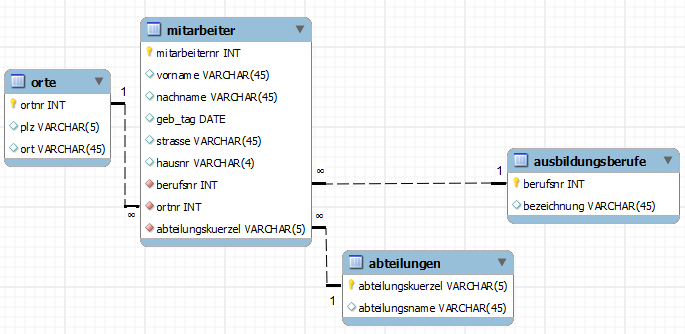 mitarbeiter
mitarbeiternr INT
vorname VARCHAR(45)
nachname VARCHAR(45)
geb_tag DATE
strasse VARCHAR(45)
hausnr VARCHAR(4)
berufsnr INT
ortnr INT
abteilungskuerzel VARCHAR(5)
orte
ortnr INT
plz VARCHAR(5)
ort VARCHAR(45)
1
∞
∞
1
∞
1
ausbildungsberufe
berufsnr INT
bezeichnung VARCHAR(45)
abteilungen
abteilungskuerzel VARCHAR(5)
abteilungsname VARCHAR(45)